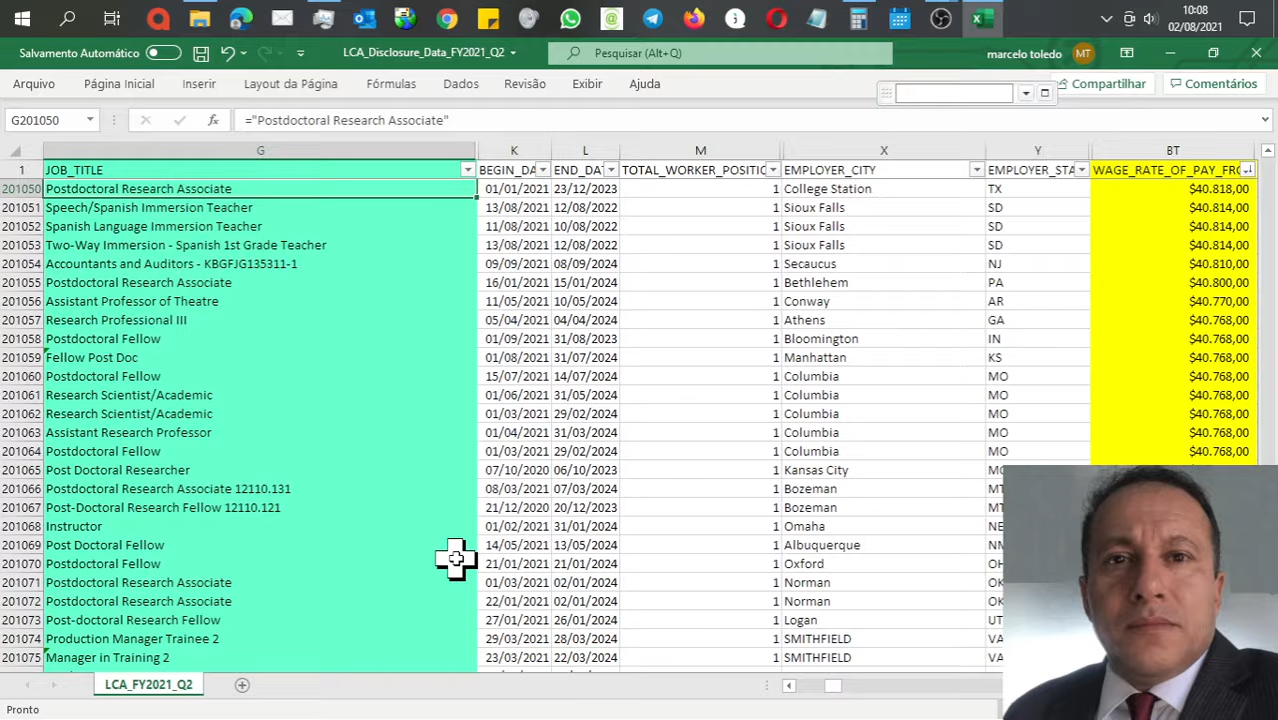 10:08
02/08/2021
Salvamento Automático
LCA_Disclosure_Data_FY2021_Q2
Pesquisar (Alt+Q)
marcelo toledo
MT
Arquivo Página Inicial Inserir Layout da Página Fórmulas Dados Revisão Exibir Ajuda Compartilhar Comentários
G201050 fx ="Postdoctoral Research Associate"
G K L M X Y BT
1 JOB_TITLE BEGIN_DA END_DAT TOTAL_WORKER_POSITIO EMPLOYER_CITY EMPLOYER_STA WAGE_RATE_OF_PAY_FRO
201050 Postdoctoral Research Associate 01/01/2021 23/12/2023 1 College Station TX $40.818,00
201051 Speech/Spanish Immersion Teacher 13/08/2021 12/08/2022 1 Sioux Falls SD $40.814,00
201052 Spanish Language Immersion Teacher 11/08/2021 10/08/2022 1 Sioux Falls SD $40.814,00
201053 Two-Way Immersion - Spanish 1st Grade Teacher 13/08/2021 12/08/2022 1 Sioux Falls SD $40.814,00
201054 Accountants and Auditors - KBGFJG135311-1 09/09/2021 08/09/2024 1 Secaucus NJ $40.810,00
201055 Postdoctoral Research Associate 16/01/2021 15/01/2024 1 Bethlehem PA $40.800,00
201056 Assistant Professor of Theatre 11/05/2021 10/05/2024 1 Conway AR $40.770,00
201057 Research Professional III 05/04/2021 04/04/2024 1 Athens GA $40.768,00
201058 Postdoctoral Fellow 01/09/2021 31/08/2023 1 Bloomington IN $40.768,00
201059 Fellow Post Doc 01/08/2021 31/07/2024 1 Manhattan KS $40.768,00
201060 Postdoctoral Fellow 15/07/2021 14/07/2024 1 Columbia MO $40.768,00
201061 Research Scientist/Academic 01/06/2021 31/05/2024 1 Columbia MO $40.768,00
201062 Research Scientist/Academic 01/03/2021 29/02/2024 1 Columbia MO $40.768,00
201063 Assistant Research Professor 01/04/2021 31/03/2024 1 Columbia MO $40.768,00
201064 Postdoctoral Fellow 01/03/2021 29/02/2024 1 Columbia MO $40.768,00
201065 Post Doctoral Researcher 07/10/2020 06/10/2023 1 Kansas City
201066 Postdoctoral Research Associate 12110.131 08/03/2021 07/03/2024 1 Bozeman MT
201067 Post-Doctoral Research Fellow 12110.121 21/12/2020 20/12/2023 1 Bozeman MT
201068 Instructor 01/02/2021 31/01/2024 1 Omaha NE
201069 Post Doctoral Fellow 14/05/2021 13/05/2024 1 Albuquerque
201070 Postdoctoral Fellow 21/01/2021 21/01/2024 1 Oxford
201071 Postdoctoral Research Associate 01/03/2021 02/01/2024 1 Norman
201072 Postdoctoral Research Associate 22/01/2021 02/01/2024 1 Norman
201073 Post-doctoral Research Fellow 27/01/2021 26/01/2024 1 Logan UT
201074 Production Manager Trainee 2 29/03/2021 28/03/2024 1 SMITHFIELD VA
201075 Manager in Training 2 23/03/2021 22/03/2024 1 SMITHFIELD VA
LCA_FY2021_Q2
Pronto